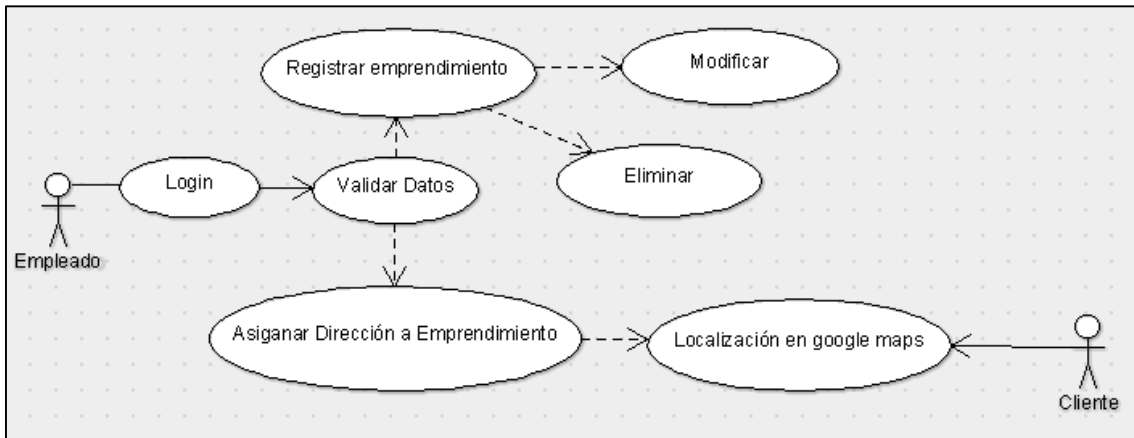 Registrar emprendimiento
Modificar
Eliminar
Login
Validar Datos
Empleado
Asiganar Dirección a Emprendimiento
Localización en google maps
Cliente